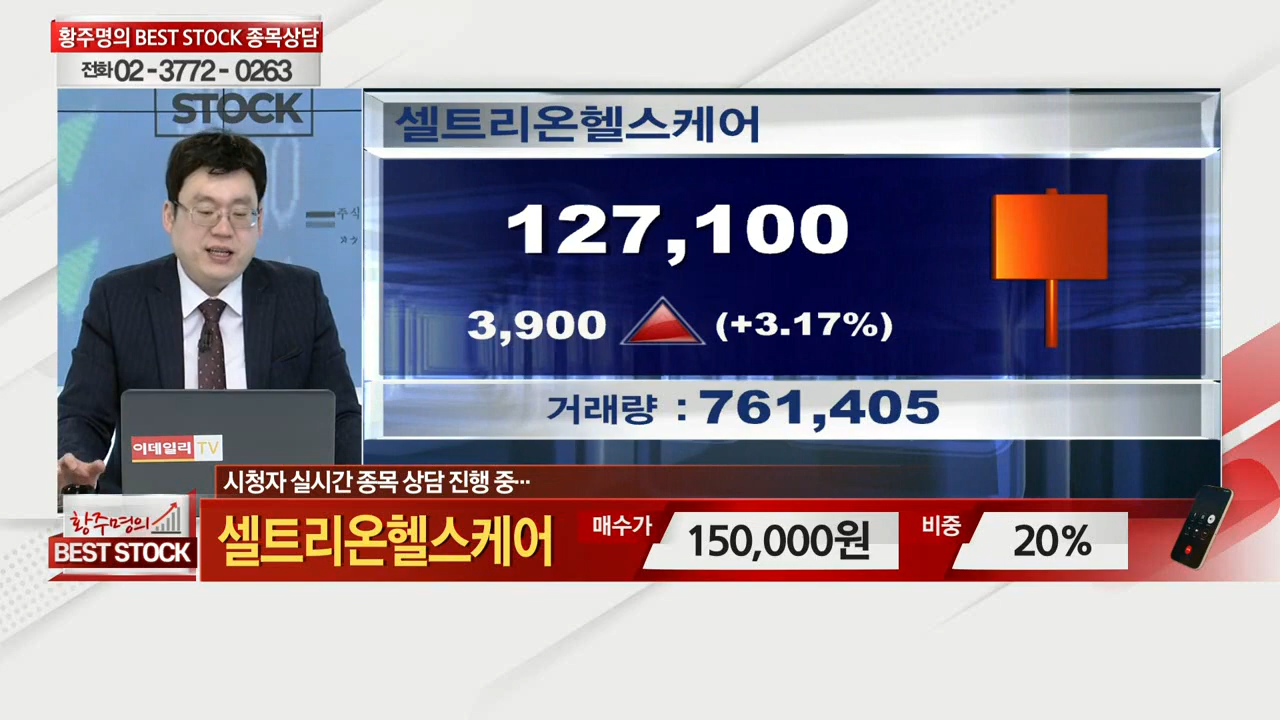 황주명의 BEST STOCK 종목상담
전화 02 - 3772 - 0263
STOCK
주식
셀트리온헬스케어
127,100
3,900 ▲ (+3.17%)
거래량 : 761,405
이데일리 TV
시청자 실시간 종목 상담 진행 중...
황주명의
BEST STOCK
셀트리온헬스케어 매수가 150,000원 비중 20%